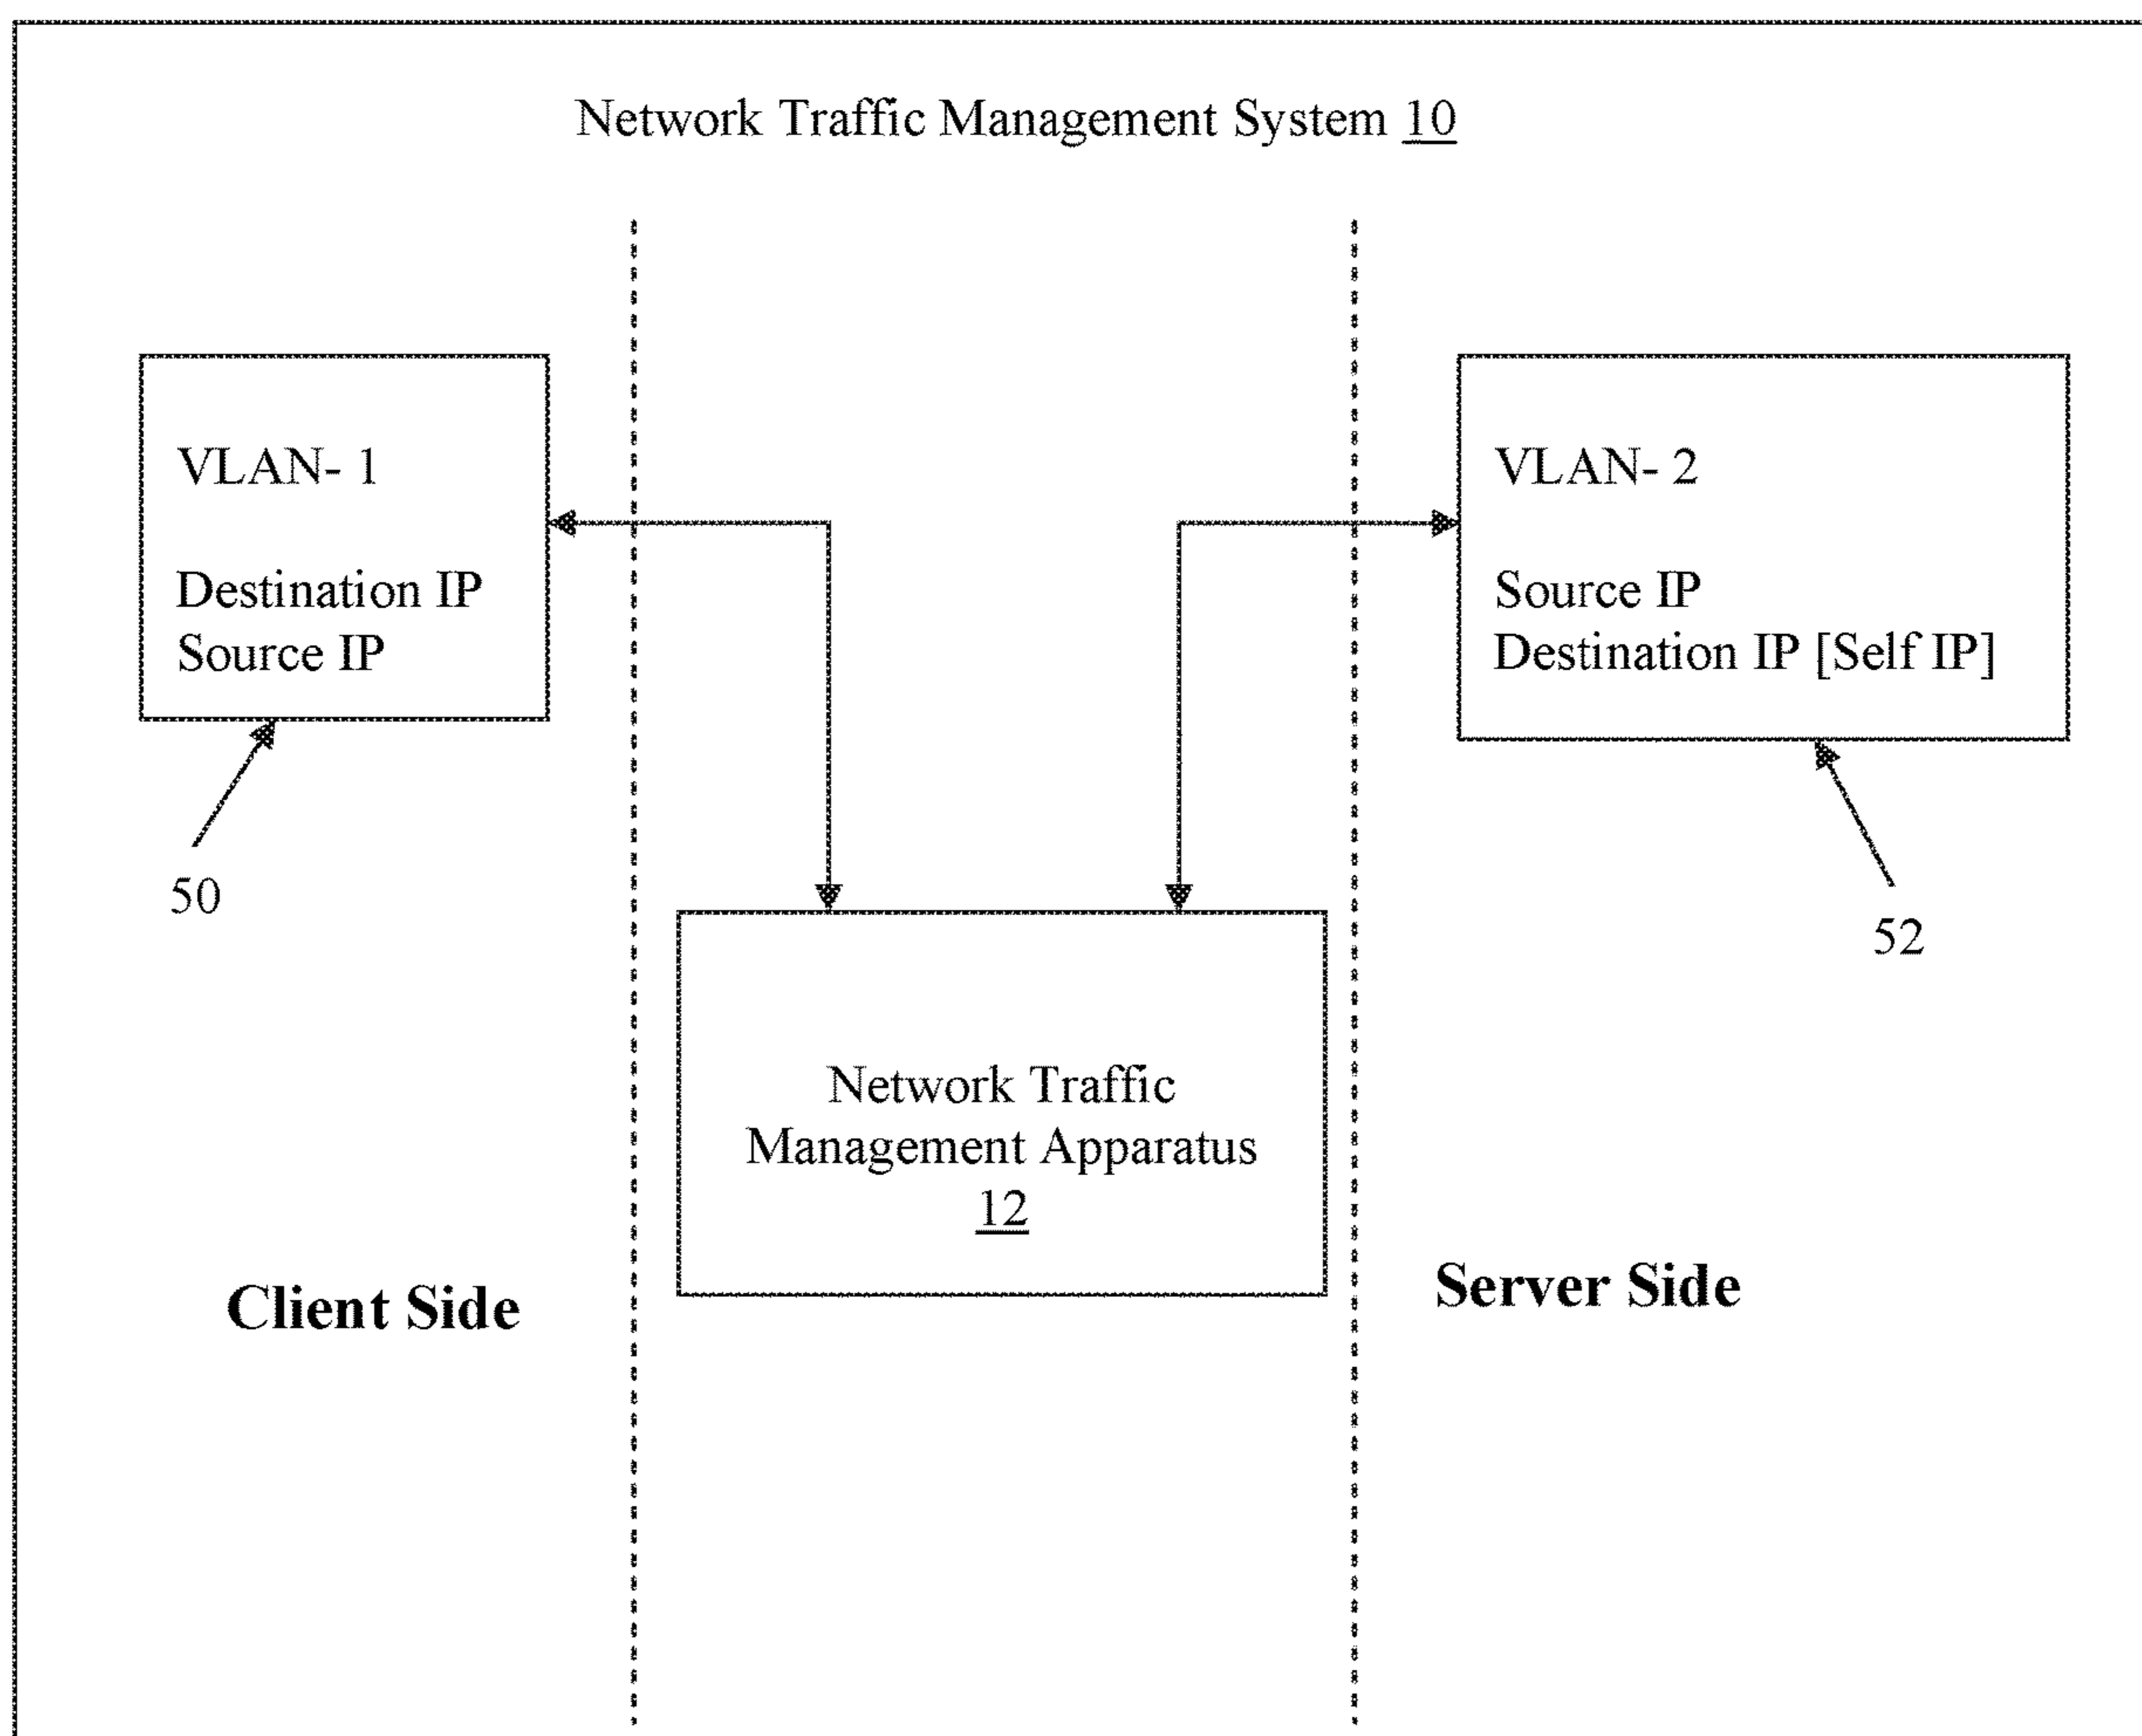 Network Traffic Management System 10
VLAN- 1
Destination IP
Source IP
50
VLAN- 2
Source IP
Destination IP [Self IP]
52
Network Traffic
Management Apparatus
12
Client Side
Server Side